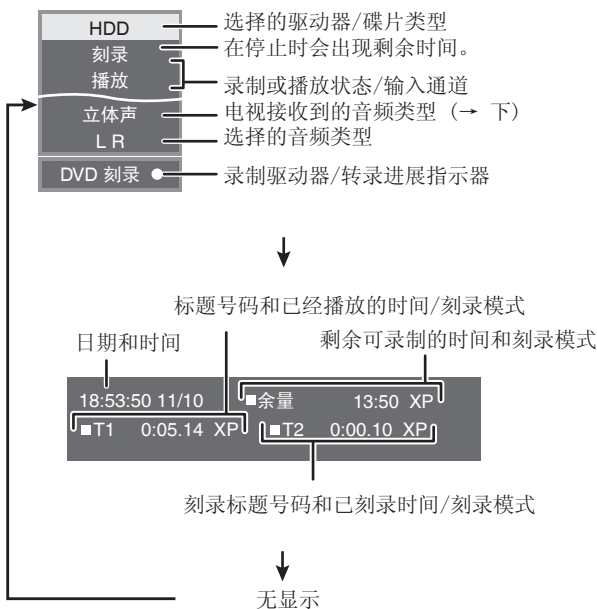 HDD
选择的驱动器/碟片类型
刻录
在停止时会出现剩余时间。
播放
录制或播放状态/输入通道
立体声
电视接收到的音频类型 (→ 下)
L R
选择的音频类型
DVD 刻录 ●
录制驱动器/转录进展指示器
标题号码和已经播放的时间/刻录模式
日期和时间
剩余可录制的时间和刻录模式
18:53:50 11/10
■余量 13:50 XP
■T1 0:05.14 XP
■T2 0:00.10 XP
刻录标题号码和已刻录时间/刻录模式
无显示